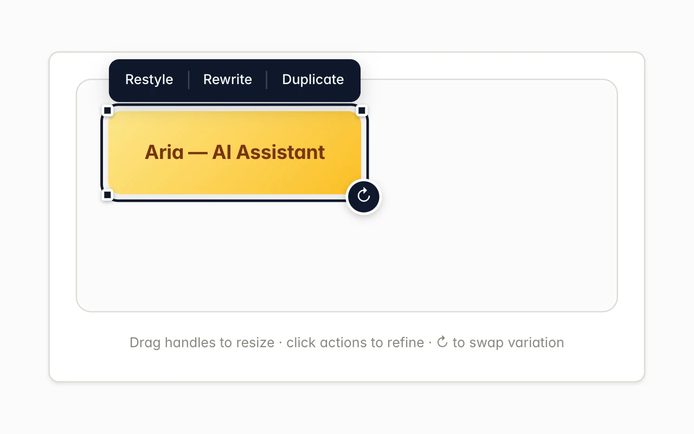 Restyle Rewrite Duplicate
Aria — AI Assistant
Drag handles to resize · click actions to refine · ↻ to swap variation